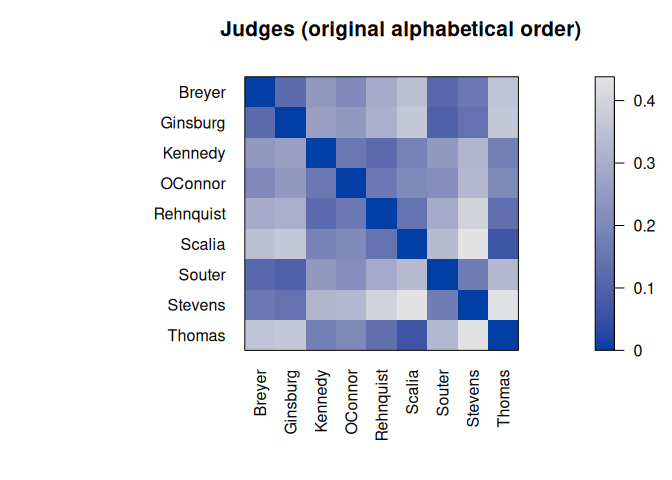 Judges (original alphabetical order)
Breyer
Ginsburg
Kennedy
OConnor
Rehnquist
Scalia
Souter
Stevens
Thomas
Breyer
Ginsburg
Kennedy
OConnor
Rehnquist
Scalia
Souter
Stevens
Thomas
0.4
0.3
0.2
0.1
0